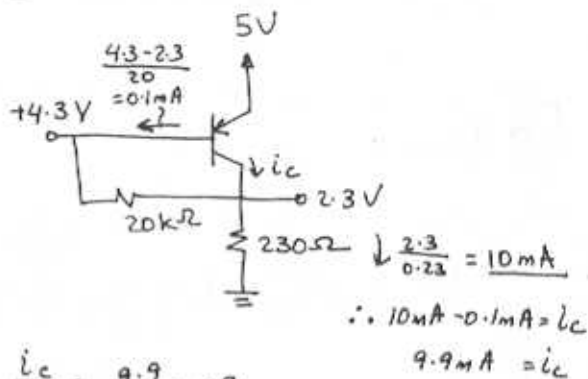 5V
4.3-2.3
20
=0.1mA
+4.3V
↓ ic
2.3V
20kΩ
230Ω ↓ 2.3/0.23 = 10mA
∴ 10mA-0.1mA=ic
9.9mA = ic
ic 9.9